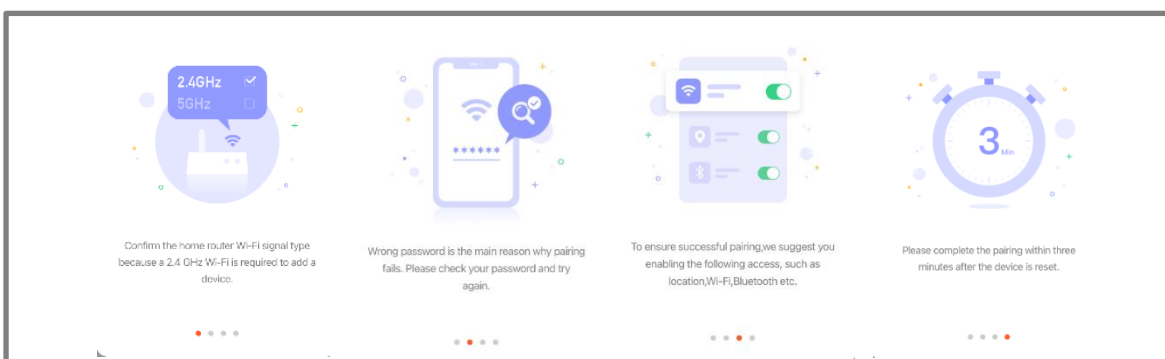 2.4GHz
5GHz
Confirm the home router Wi-Fi signal type
because a 2.4 GHz Wi-Fi is required to add a
device.
******
Wrong password is the main reason why pairing
fails. Please check your password and try
again.
To ensure successful pairing,we suggest you
enabling the following access, such as
location,Wi-Fi,Bluetooth etc.
3 Min
Please complete the pairing within three
minutes after the device is reset.